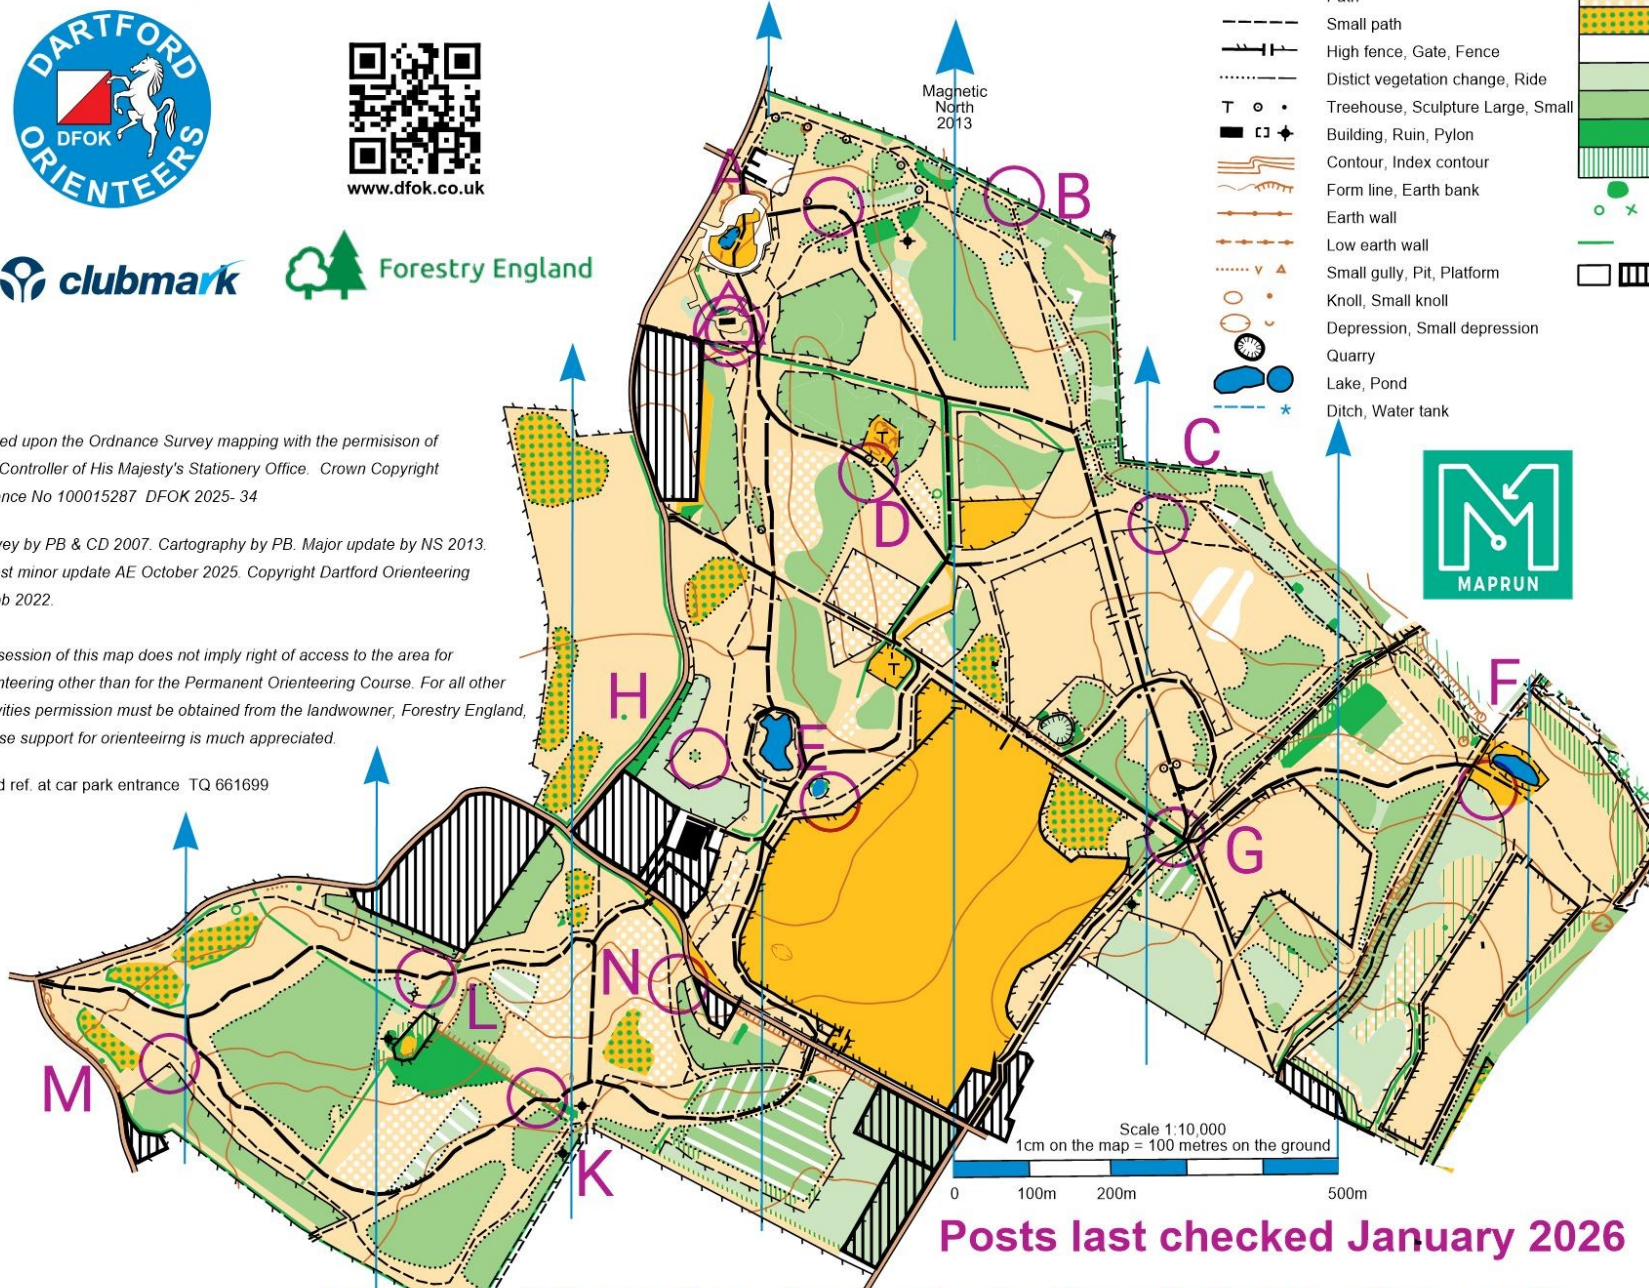 DARTFORD
DFOK
ORIENTEERS
www.dfok.co.uk
clubmark
Forestry England
ed upon the Ordnance Survey mapping with the permisison of
Controller of His Majesty's Stationery Office. Crown Copyright
nce No 100015287 DFOK 2025- 34
vey by PB & CD 2007. Cartography by PB. Major update by NS 2013.
st minor update AE October 2025. Copyright Dartford Orienteering
b 2022.
session of this map does not imply right of access to the area for
nteering other than for the Permanent Orienteering Course. For all other
vities permission must be obtained from the landwowner, Forestry England,
se support for orienteeirng is much appreciated.
d ref. at car park entrance TQ 661699
Magnetic
North
2013
Small path
High fence, Gate, Fence
Distict vegetation change, Ride
Treehouse, Sculpture Large, Small
Building, Ruin, Pylon
Contour, Index contour
Form line, Earth bank
Earth wall
Low earth wall
Small gully, Pit, Platform
Knoll, Small knoll
Depression, Small depression
Quarry
Lake, Pond
Ditch, Water tank
MAPRUN
A
B
C
D
H
E
F
G
N
L
M
K
T
T
Scale 1:10,000
1cm on the map = 100 metres on the ground
0 100m 200m 500m
Posts last checked January 2026